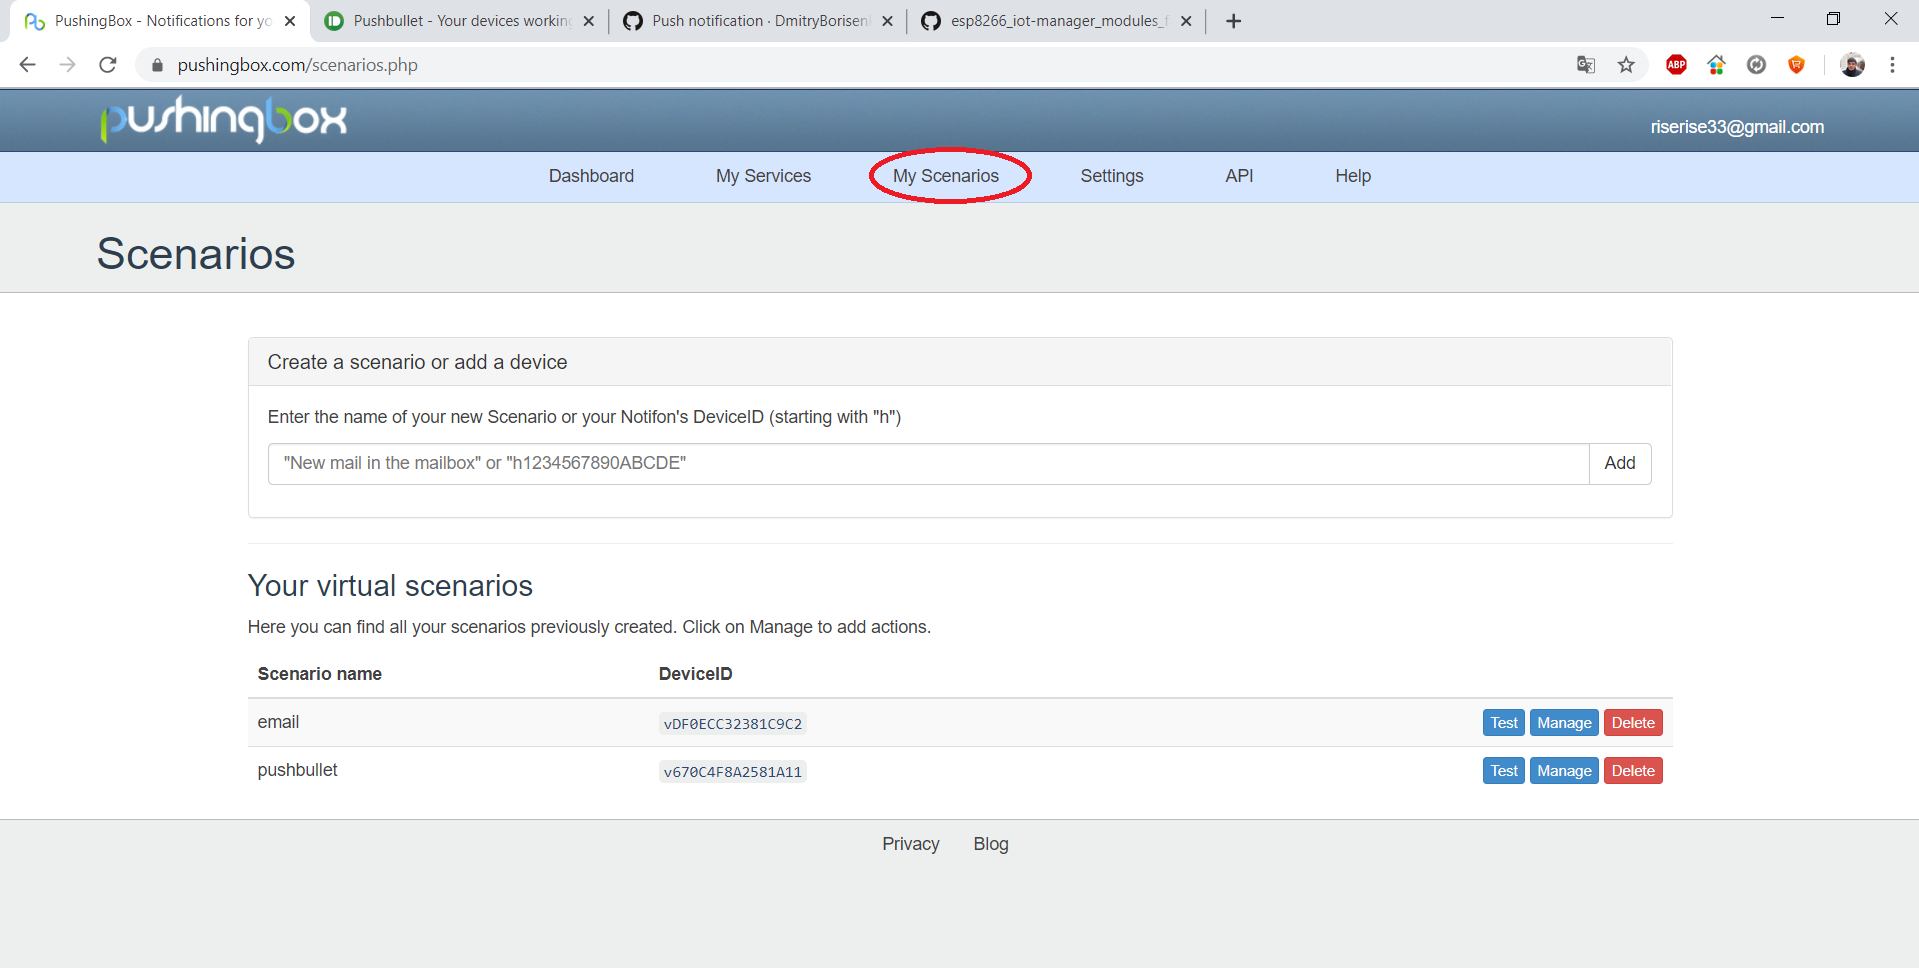 PushingBox - Notifications for yo
Pushbullet - Your devices working
Push notification · DmitryBorisen
esp8266_iot-manager_modules_f
pushingbox.com/scenarios.php
ABP
pushingbox
riserise33@gmail.com
Dashboard My Services My Scenarios Settings API Help
Scenarios
Create a scenario or add a device
Enter the name of your new Scenario or your Notifon's DeviceID (starting with "h")
"New mail in the mailbox" or "h1234567890ABCDE" Add
Your virtual scenarios
Here you can find all your scenarios previously created. Click on Manage to add actions.
Scenario name DeviceID
email vDF0ECC32381C9C2 Test Manage Delete
pushbullet v670C4F8A2581A11 Test Manage Delete
Privacy Blog